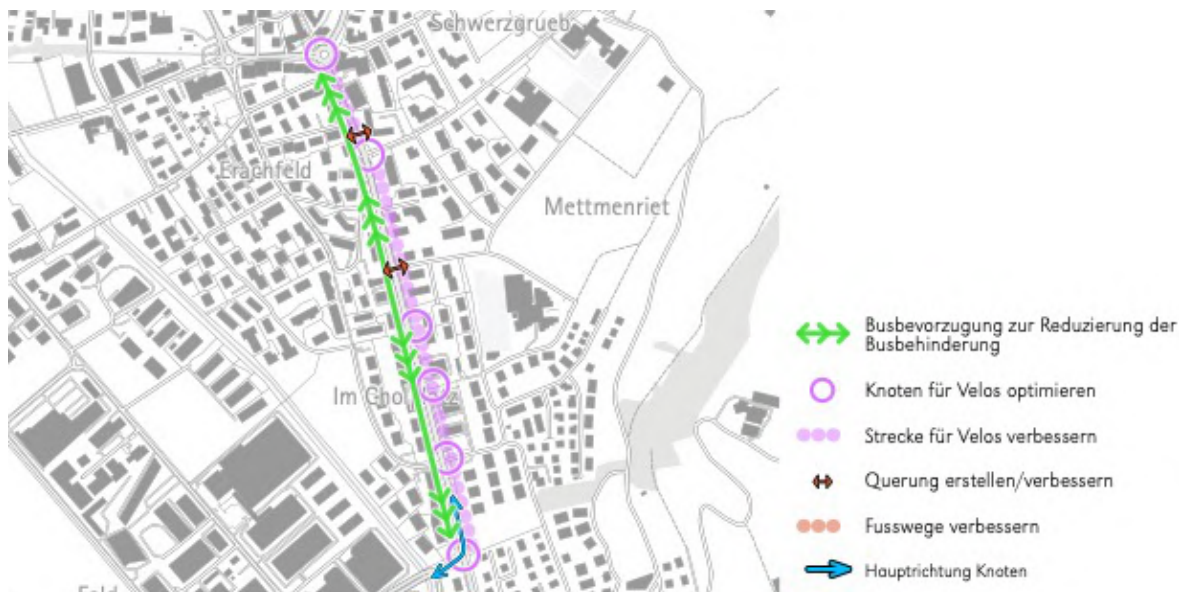 Schwerzgrueb
Erachfeld
Mettmenriet
Busbevorzugung zur Reduzierung der
Busbehinderung
Knoten für Velos optimieren
Im
Strecke für Velos verbessern
Querung erstellen/verbessern
Fusswege verbessern
Hauptrichtung Knoten